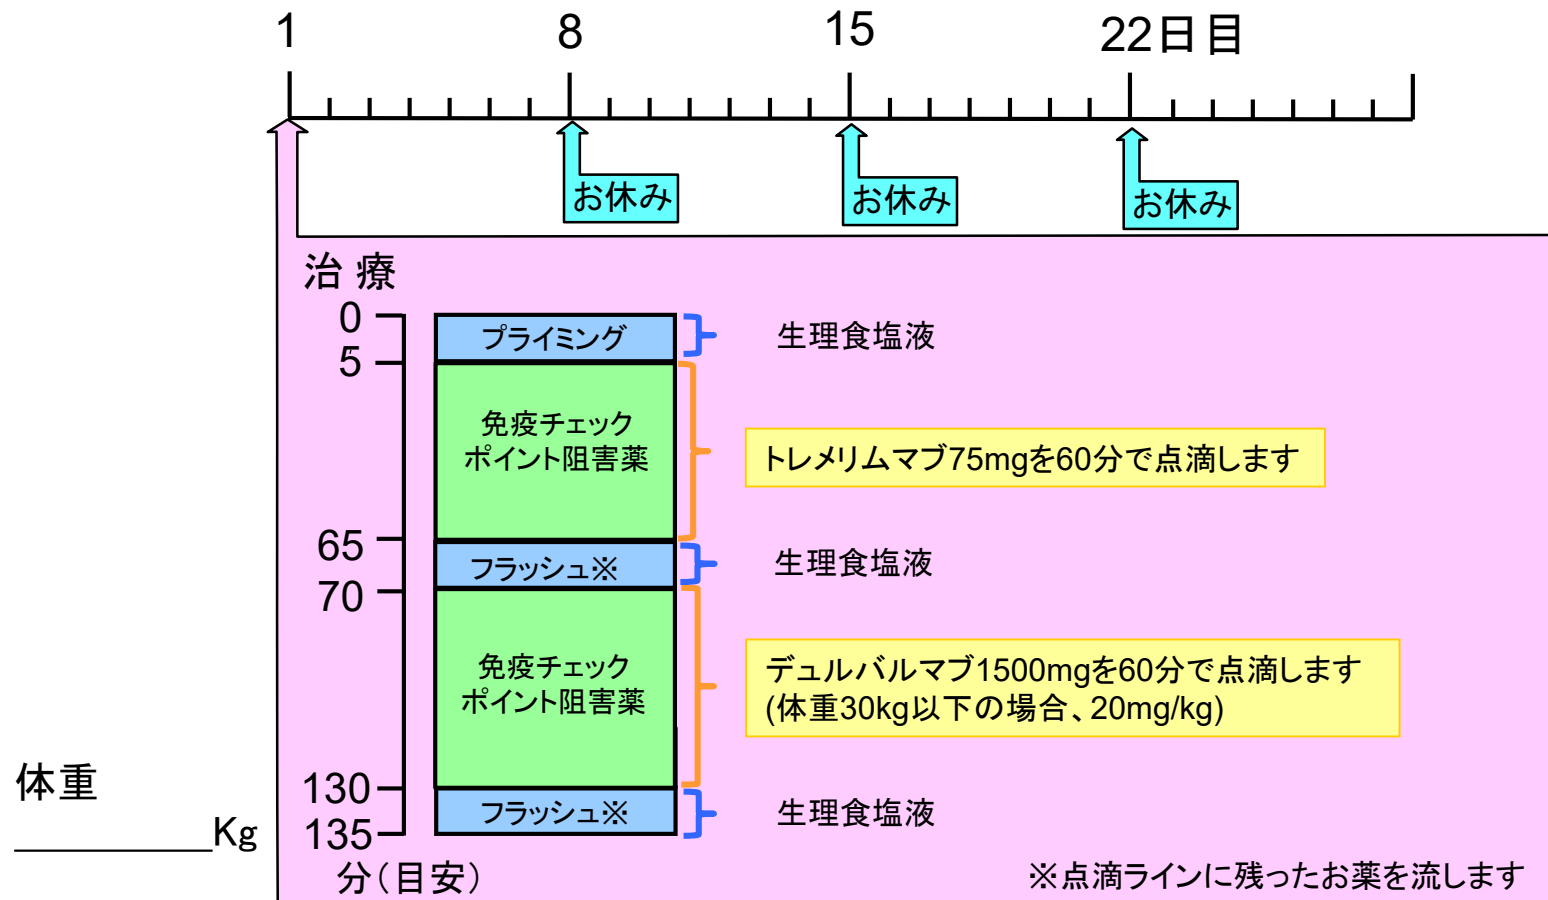 1
8
15
22日目
お休み
お休み
お休み
治 療
0
プライミング
生理食塩液
5
免疫チェック
ポイント阻害薬
トレメリムマブ75mgを60分で点滴します
65
フラッシュ※
生理食塩液
70
免疫チェック
ポイント阻害薬
デュルバルマブ1500mgを60分で点滴します
(体重30kg以下の場合、20mg/kg)
体重
Kg
130
フラッシュ※
生理食塩液
135
分(目安)
※点滴ラインに残ったお薬を流します